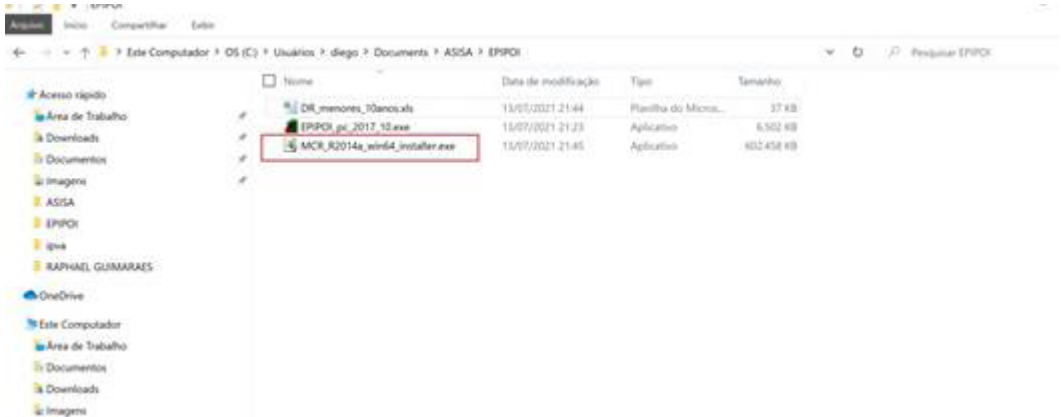 EPIPOI
Arquivo Início Compartilhar Exibir
Este Computador > OS (C:) > Usuários > diego > Documents > ASISA > EPIPOI
Pesquisar EPIPOI
Nome Data de modificação Tipo Tamanho
DR_menores_10anos.xls 13/07/2021 21:44 Planilha do Micros... 37 KB
EPIPOI_pc_2017_10.exe 13/07/2021 21:23 Aplicativo 6.502 KB
MCR_R2014a_win64_installer.exe 13/07/2021 21:45 Aplicativo 602.458 KB
Acesso rápido
Área de Trabalho
Downloads
Documentos
Imagens
ASISA
EPIPOI
ipva
RAPHAEL GUIMARAES
OneDrive
Este Computador
Área de Trabalho
Documentos
Downloads
Imagens